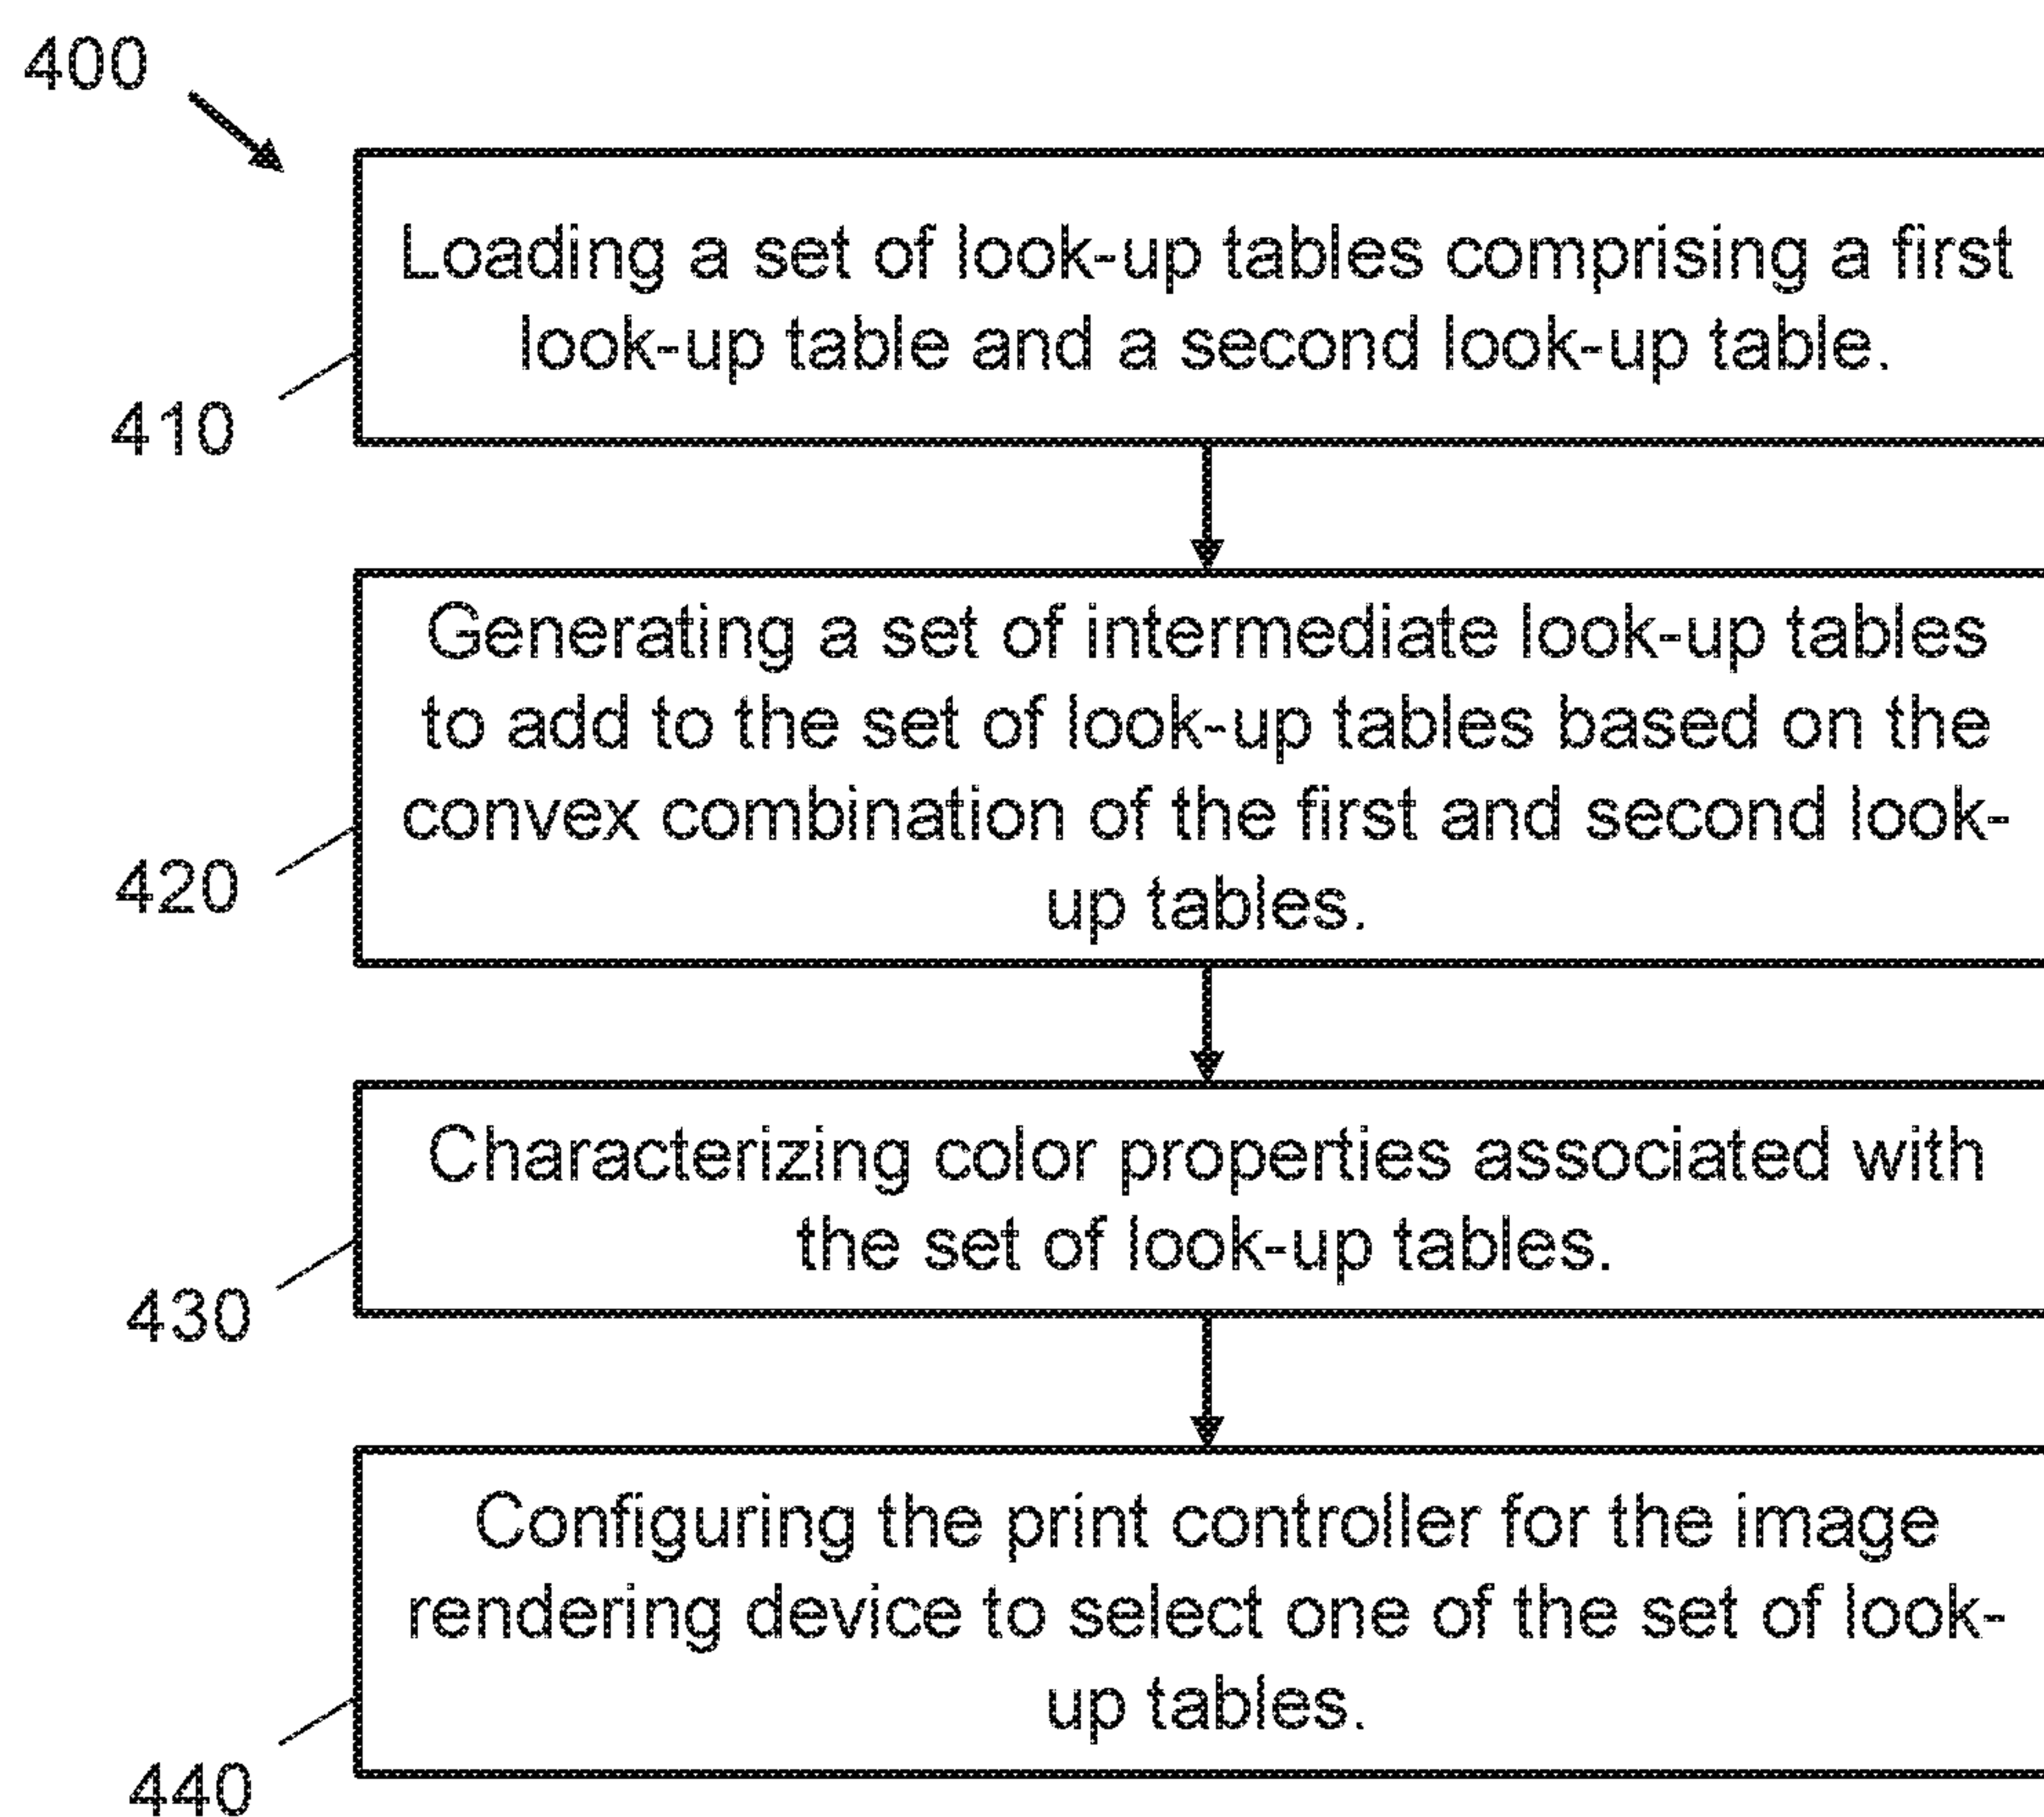 400
Loading a set of look-up tables comprising a first
look-up table and a second look-up table.
410
Generating a set of intermediate look-up tables
to add to the set of look-up tables based on the
convex combination of the first and second look-
up tables.
420
Characterizing color properties associated with
the set of look-up tables.
430
Configuring the print controller for the image
rendering device to select one of the set of look-
up tables.
440